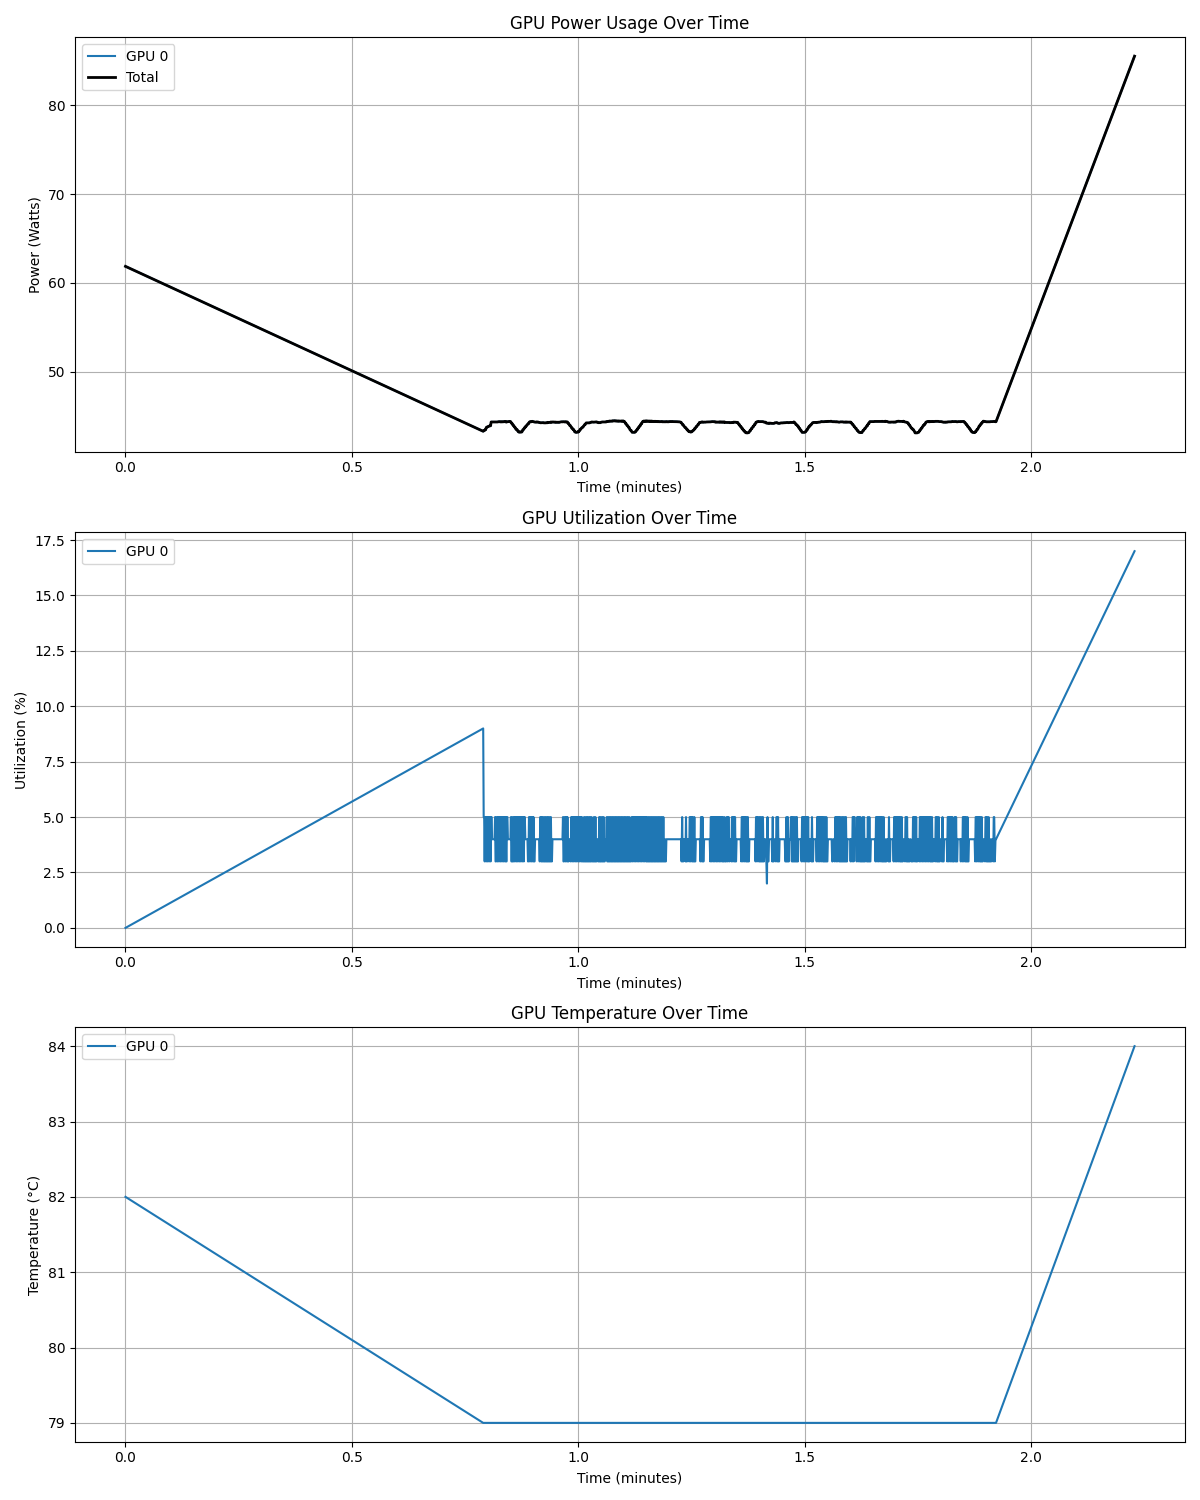 GPU Power Usage Over Time
GPU 0
Total
80
70
60
50
Power (Watts)
0.0 0.5 1.0 1.5 2.0
Time (minutes)
GPU Utilization Over Time
GPU 0
17.5
15.0
12.5
10.0
7.5
5.0
2.5
0.0
Utilization (%)
0.0 0.5 1.0 1.5 2.0
Time (minutes)
GPU Temperature Over Time
GPU 0
84
83
82
81
80
79
Temperature (°C)
0.0 0.5 1.0 1.5 2.0
Time (minutes)